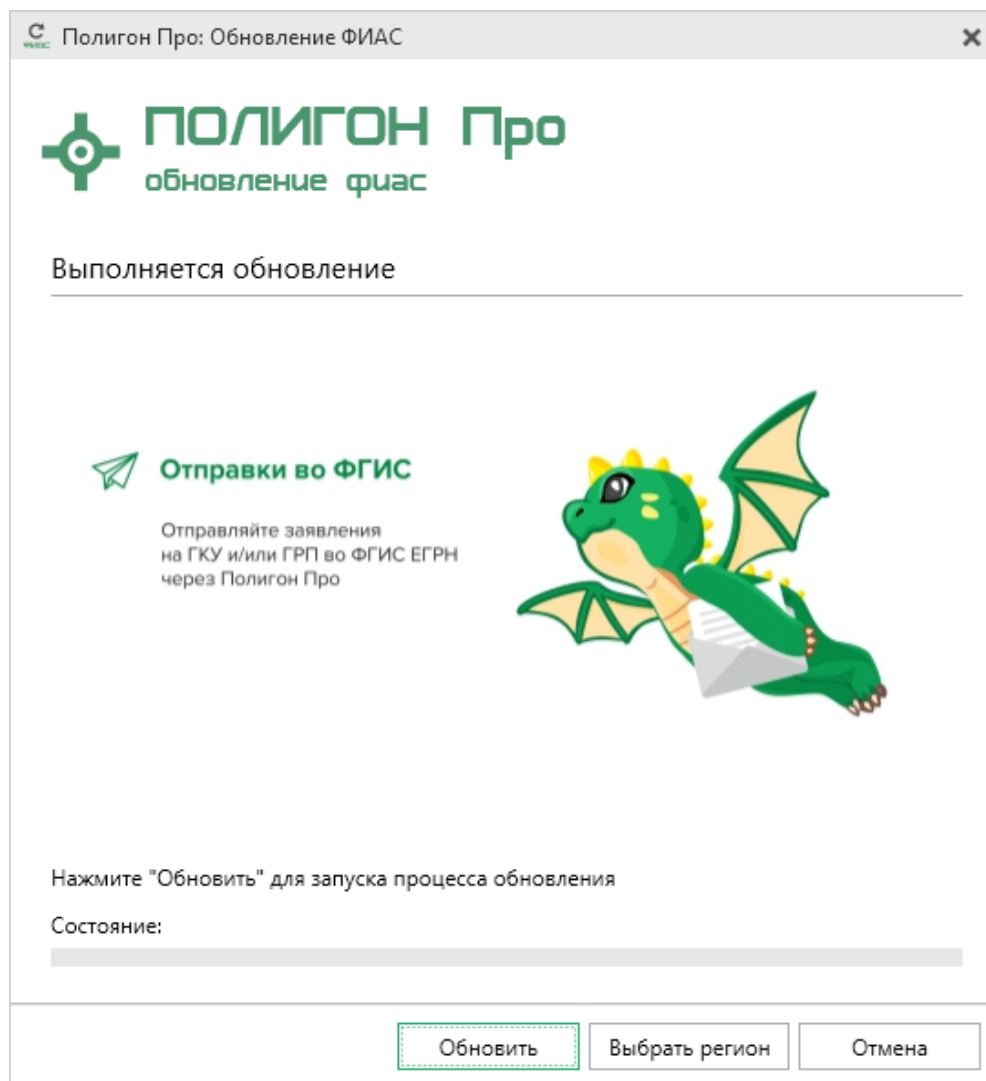 ФИАС
Полигон Про: Обновление ФИАС
ПОЛИГОН Про
обновление фиас
Выполняется обновление
Отправки во ФГИС
Отправляйте заявления
на ГКУ и/или ГРП во ФГИС ЕГРН
через Полигон Про
Нажмите "Обновить" для запуска процесса обновления
Состояние:
Обновить
Выбрать регион
Отмена